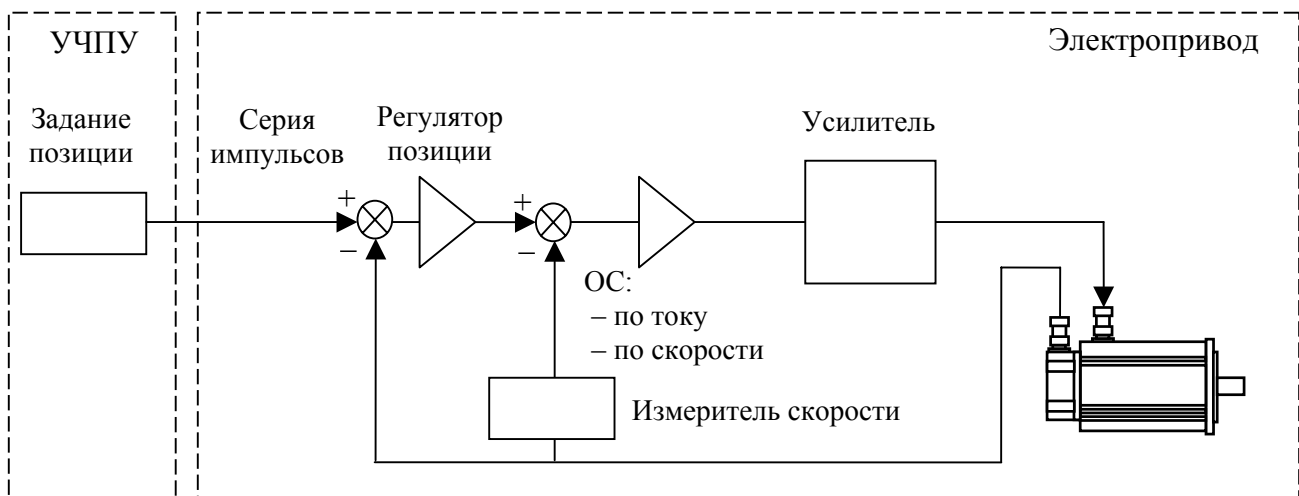 УЧПУ
Электропривод
Задание
позиции
Серия
импульсов
Регулятор
позиции
Усилитель
+
−
+
−
ОС:
– по току
– по скорости
Измеритель скорости